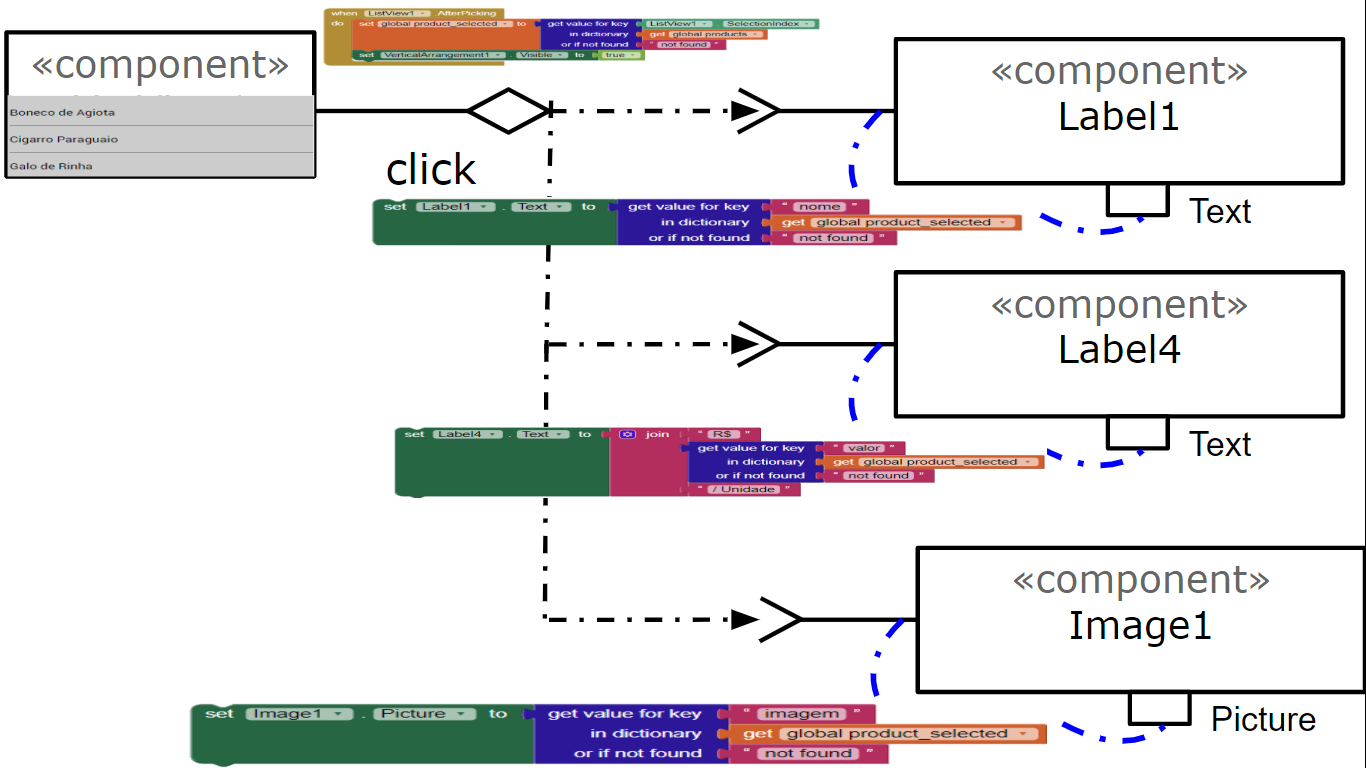 when ListView1 . AfterPicking
do set global product_selected to get value for key ListView1 . SelectionIndex
in dictionary get global products
or if not found " not found "
set VerticalArrangement1 . Visible to true
«component»
Boneco de Agiota
Cigarro Paraguaio
Galo de Rinha
click
«component»
Label1
Text
set Label1 . Text to get value for key " nome "
in dictionary get global product_selected
or if not found " not found "
«component»
Label4
Text
set Label4 . Text to join " R$ "
get value for key " valor "
in dictionary get global product_selected
or if not found " not found "
" / Unidade "
«component»
Image1
Picture
set Image1 . Picture to get value for key " imagem "
in dictionary get global product_selected
or if not found " not found "